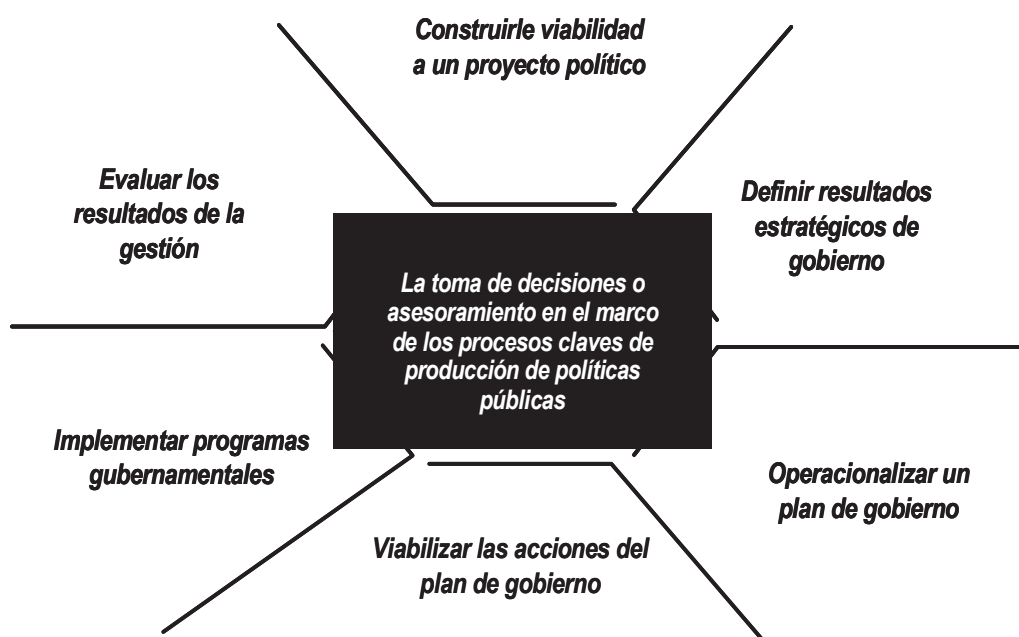 Construirle viabilidad
a un proyecto político
Definir resultados
estratégicos de
gobierno
Operacionalizar un
plan de gobierno
Viabilizar las acciones del
plan de gobierno
Implementar programas
gubernamentales
Evaluar los
resultados de la
gestión
La toma de decisiones o
asesoramiento en el marco
de los procesos claves de
producción de políticas
públicas